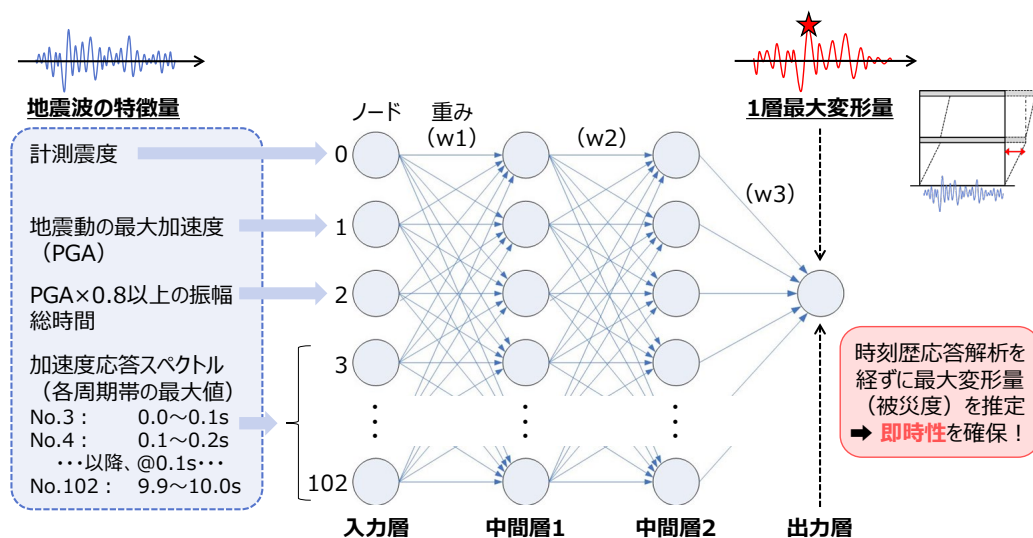 地震波の特徴量
計測震度
地震動の最大加速度
（PGA）
PGA×0.8以上の振幅
総時間
加速度応答スペクトル
（各周期帯の最大値）
No.3： 0.0～0.1s
No.4： 0.1～0.2s
・・・以降、@0.1s・・・
No.102： 9.9～10.0s
ノード
重み
（w1）
（w2）
（w3）
0
1
2
3
102
入力層
中間層1
中間層2
出力層
1層最大変形量
時刻歴応答解析を
経ずに最大変形量
（被災度）を推定
➡ 即時性を確保！